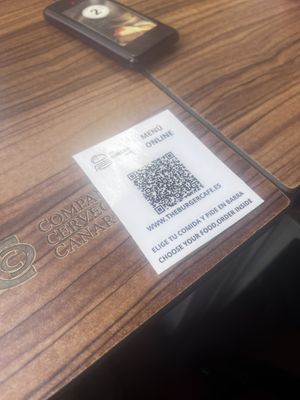 2
MENÚ
ONLINE
WWW.THEBURGERCAFE.ES
ELIGE TU COMIDA Y PIDE EN BARRA
CHOOSE YOUR FOOD,ORDER INSIDE
COMPA
CERVEC
CANAR